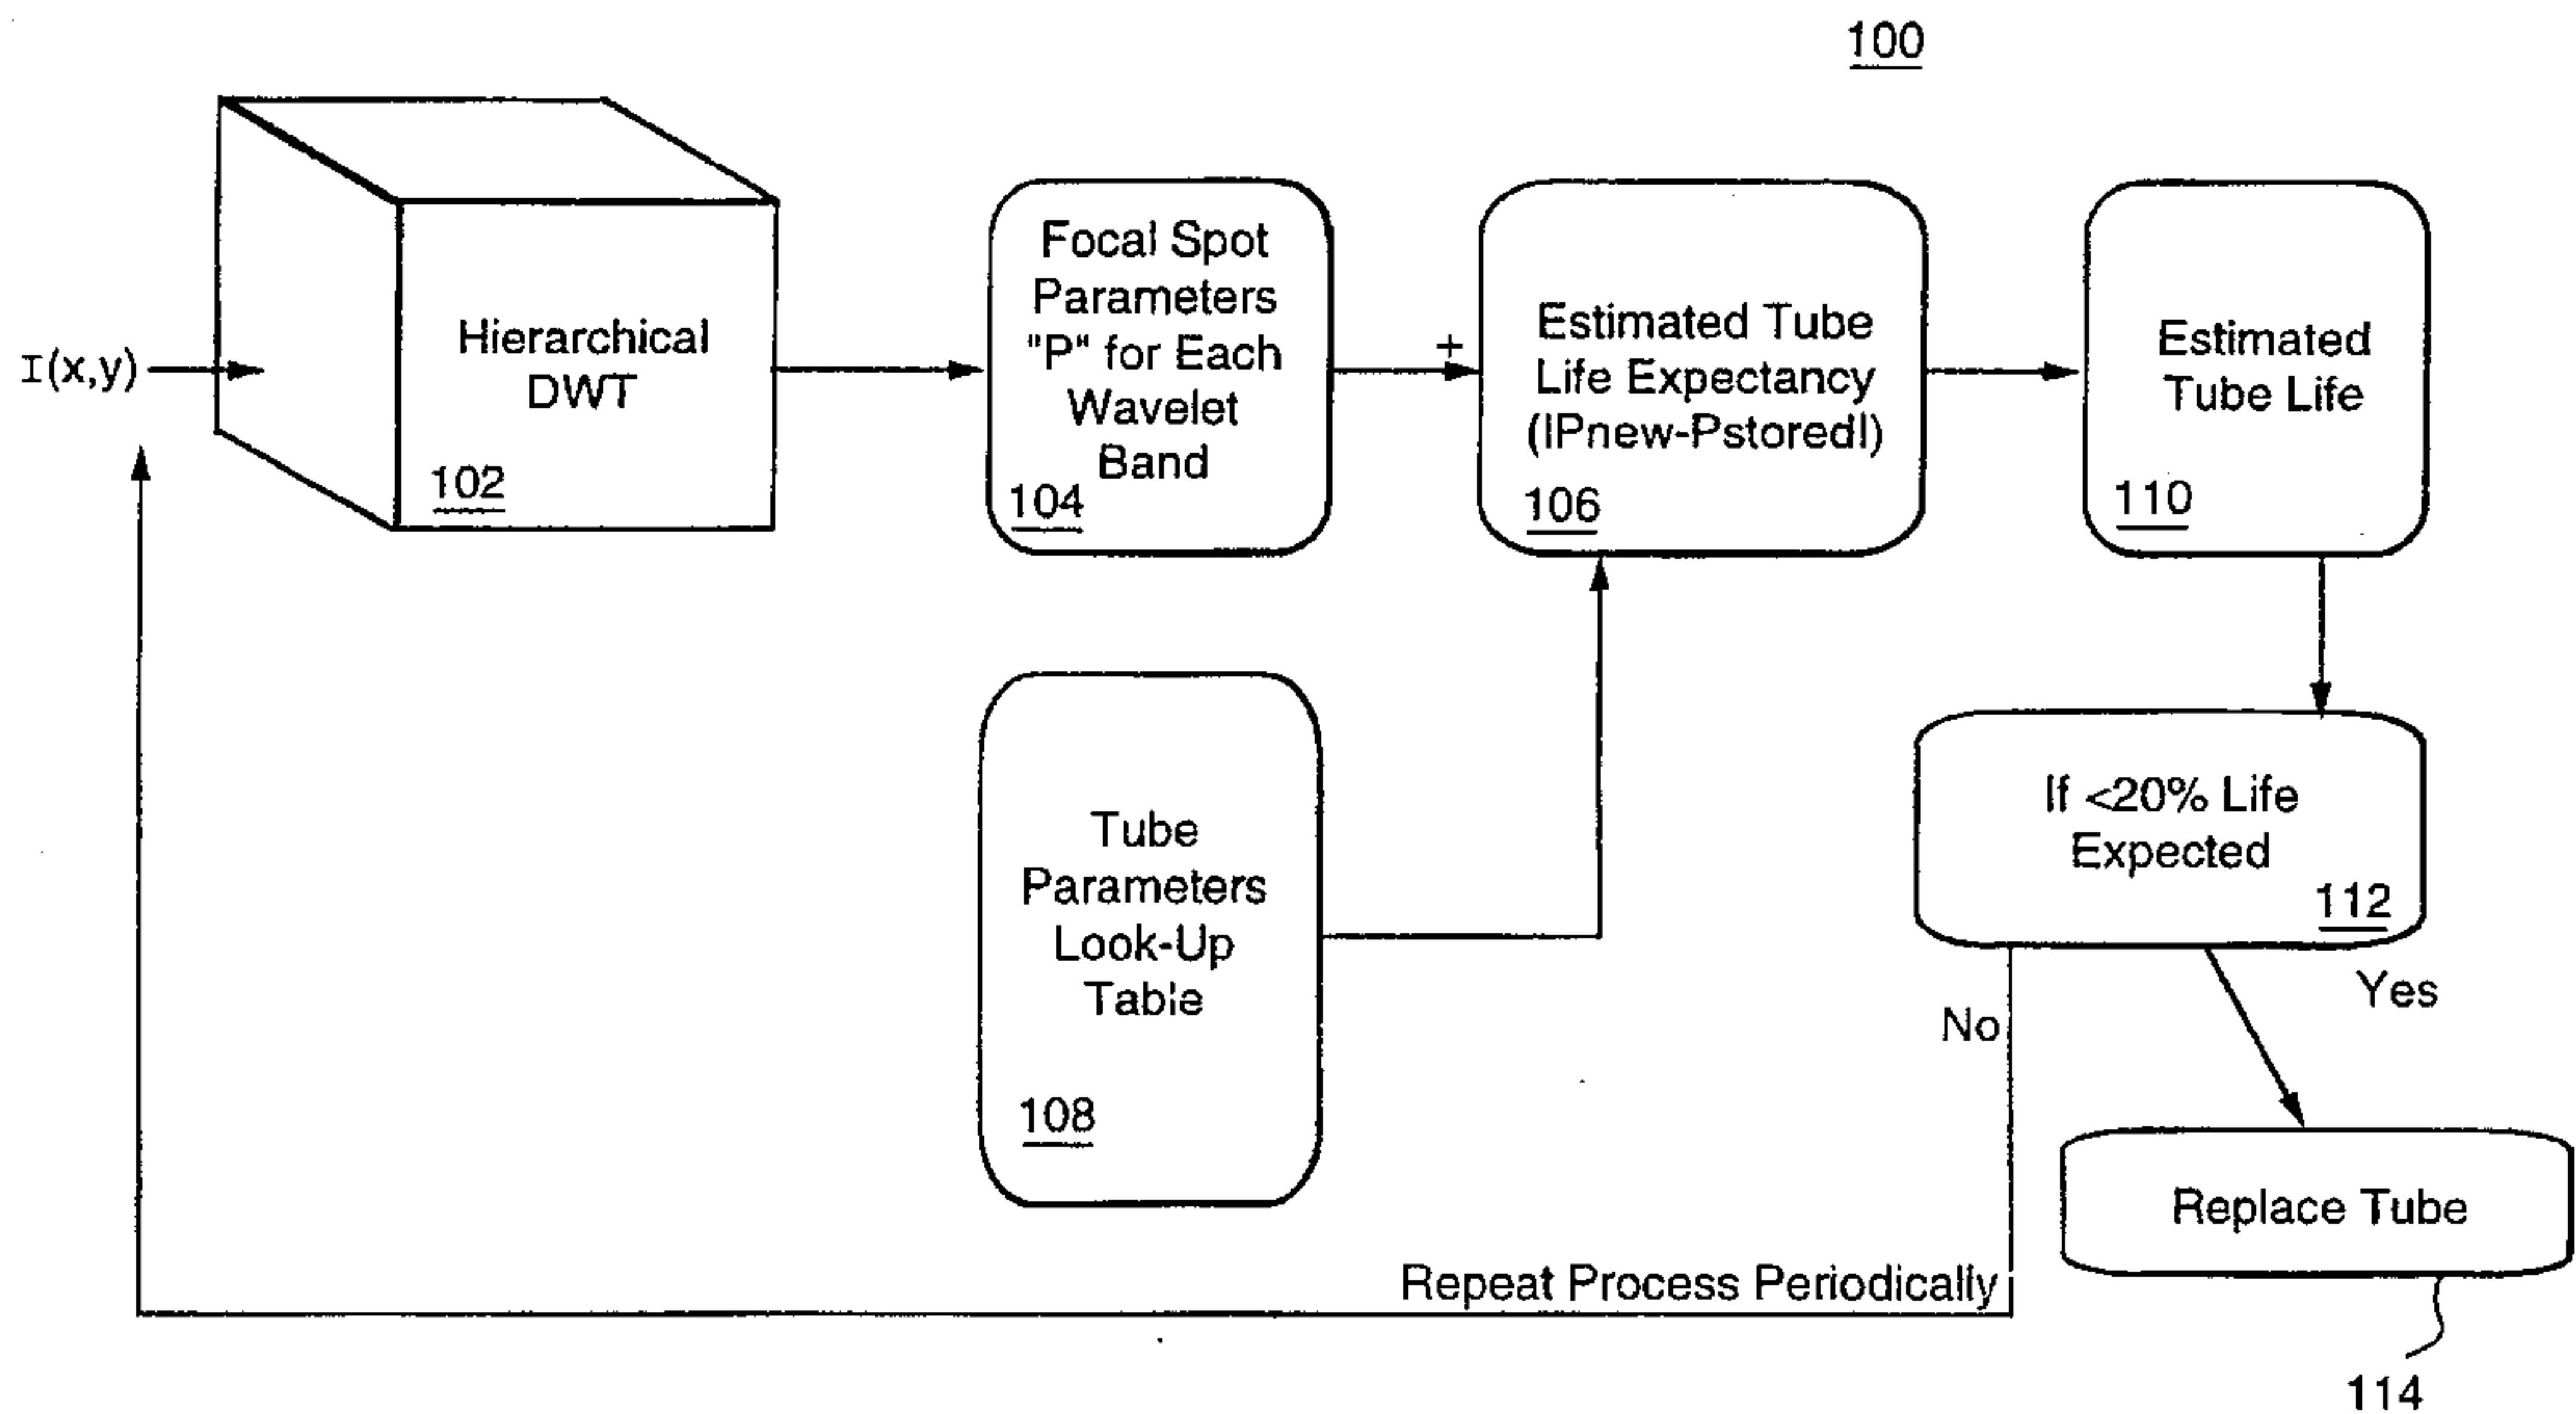 100
I(x,y)
Hierarchical
DWT
102
Focal Spot
Parameters
"P" for Each
Wavelet
Band
104
+
Estimated Tube
Life Expectancy
(|Pnew-Pstored|)
106
Estimated
Tube Life
110
Tube
Parameters
Look-Up
Table
108
If <20% Life
Expected
112
Yes
No
Replace Tube
Repeat Process Periodically
114